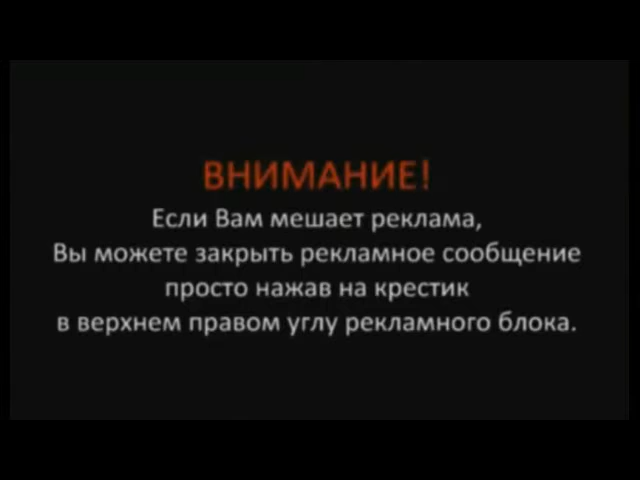 ВНИМАНИЕ!
Если Вам мешает реклама,
Вы можете закрыть рекламное сообщение
просто нажав на крестик
в верхнем правом углу рекламного блока.